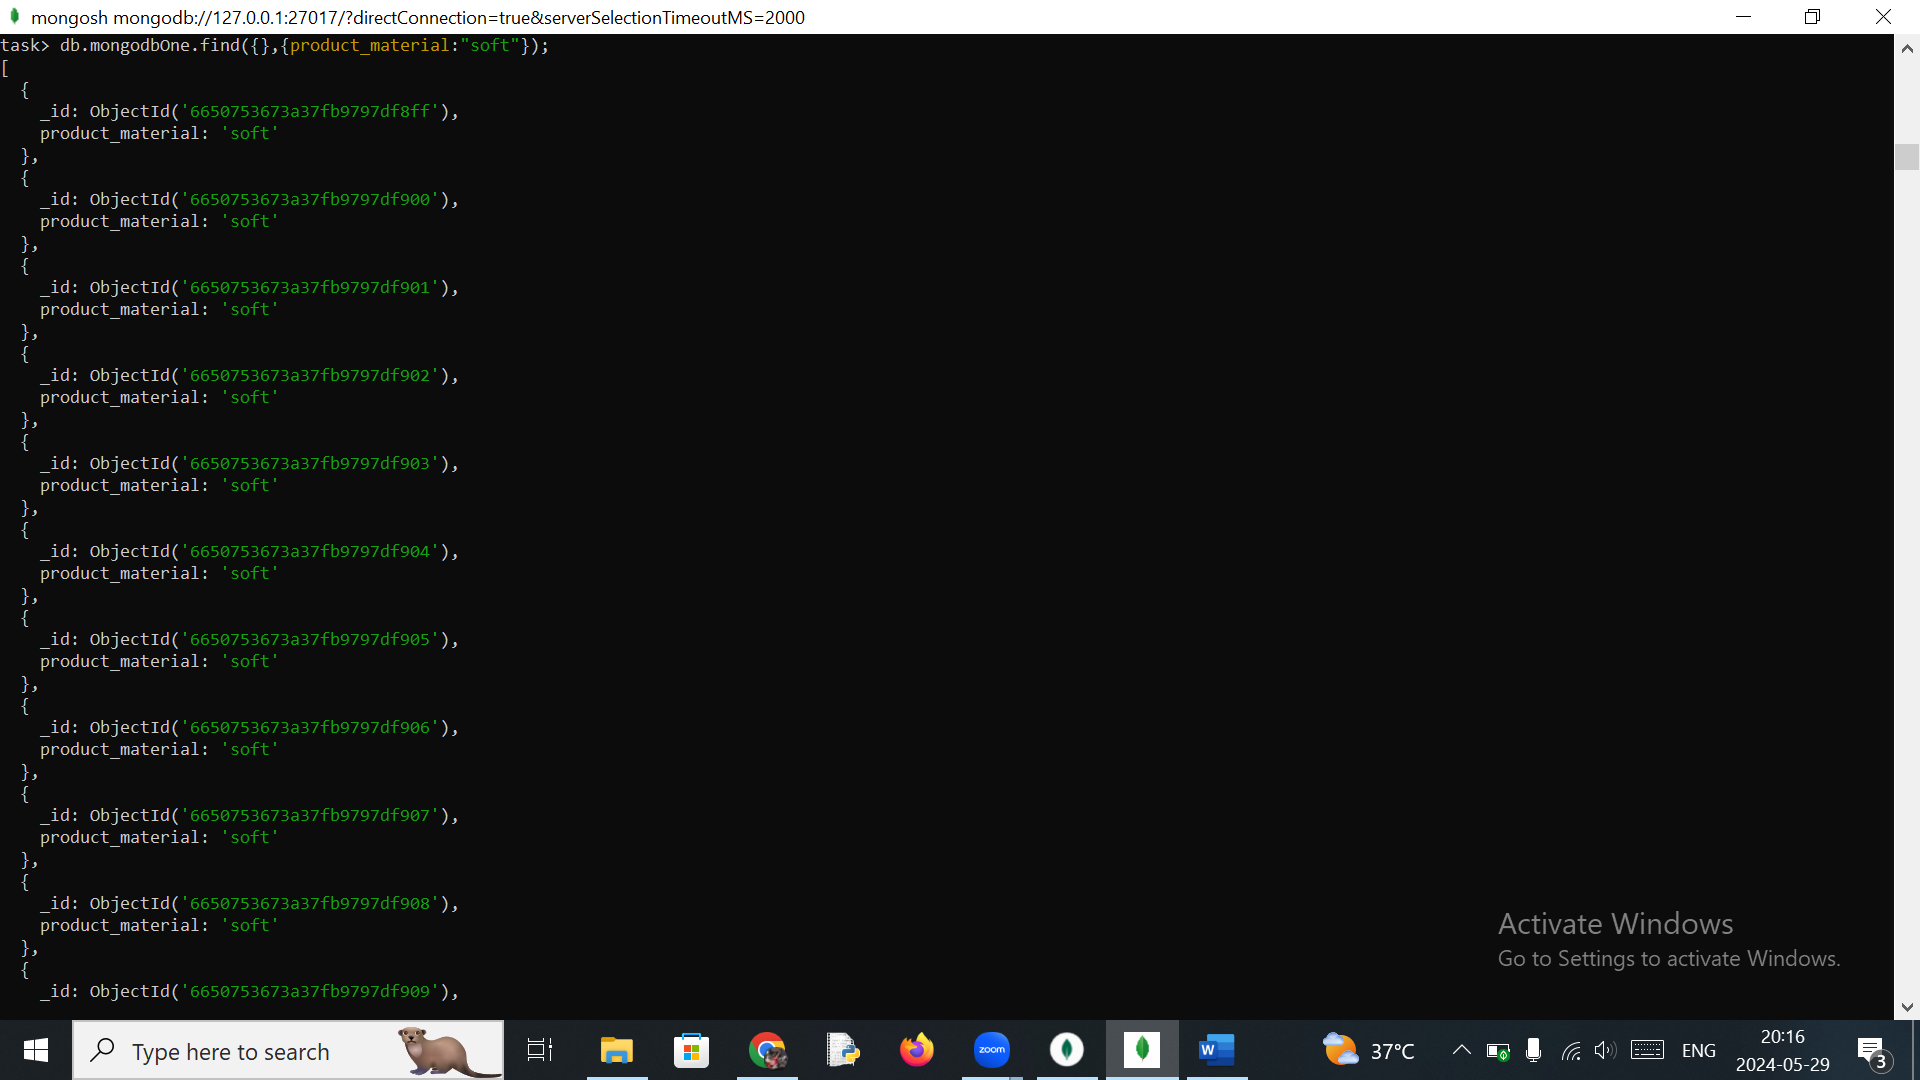 mongosh mongodb://127.0.0.1:27017/?directConnection=true&serverSelectionTimeoutMS=2000
task> db.mongodbOne.find({},{product_material:"soft"});
[
  {
    _id: ObjectId('6650753673a37fb9797df8ff'),
    product_material: 'soft'
  },
  {
    _id: ObjectId('6650753673a37fb9797df900'),
    product_material: 'soft'
  },
  {
    _id: ObjectId('6650753673a37fb9797df901'),
    product_material: 'soft'
  },
  {
    _id: ObjectId('6650753673a37fb9797df902'),
    product_material: 'soft'
  },
  {
    _id: ObjectId('6650753673a37fb9797df903'),
    product_material: 'soft'
  },
  {
    _id: ObjectId('6650753673a37fb9797df904'),
    product_material: 'soft'
  },
  {
    _id: ObjectId('6650753673a37fb9797df905'),
    product_material: 'soft'
  },
  {
    _id: ObjectId('6650753673a37fb9797df906'),
    product_material: 'soft'
  },
  {
    _id: ObjectId('6650753673a37fb9797df907'),
    product_material: 'soft'
  },
  {
    _id: ObjectId('6650753673a37fb9797df908'),
    product_material: 'soft'
  },
  {
    _id: ObjectId('6650753673a37fb9797df909'),
Activate Windows
Go to Settings to activate Windows.
Type here to search
zoom
W
37°C
ENG
20:16
2024-05-29
3